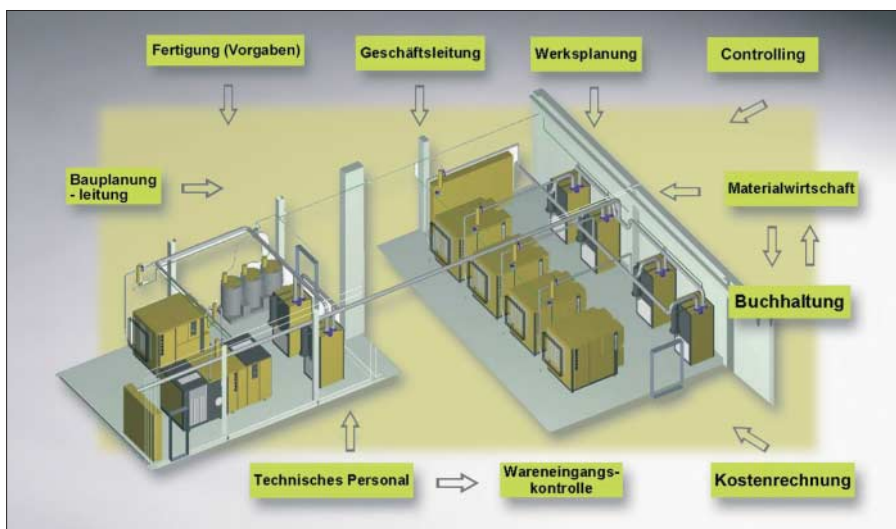 Fertigung (Vorgaben)
Geschäftsleitung
Werksplanung
Controlling
Bauplanung
- leitung
Materialwirtschaft
Buchhaltung
Technisches Personal
Wareneingangs-
kontrolle
Kostenrechnung